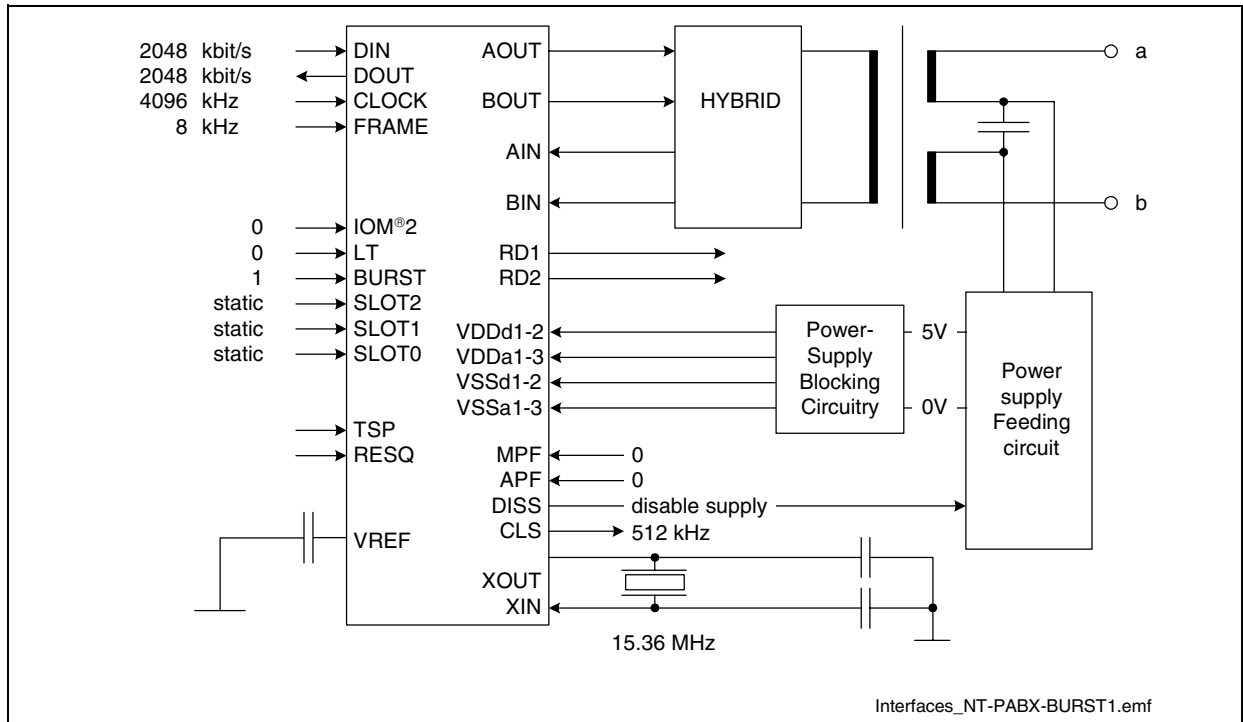 2048 kbit/s DIN
2048 kbit/s DOUT
4096 kHz CLOCK
8 kHz FRAME
0 IOM®2
0 LT
1 BURST
static SLOT2
static SLOT1
static SLOT0
TSP
RESQ
VREF
AOUT
BOUT
AIN
BIN
RD1
RD2
VDDd1-2
VDDa1-3
VSSd1-2
VSSa1-3
MPF 0
APF 0
DISS disable supply
CLS 512 kHz
XOUT
XIN
15.36 MHz
HYBRID
a
b
Power-
Supply
Blocking
Circuitry
5V
0V
Power
supply
Feeding
circuit
Interfaces_NT-PABX-BURST1.emf